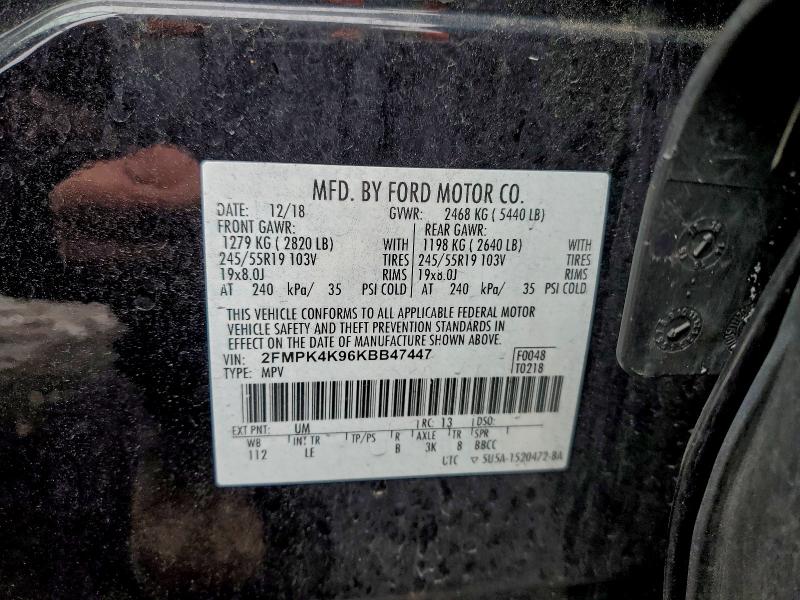 MFD. BY FORD MOTOR CO.
DATE: 12/18 GVWR: 2468 KG ( 5440 LB)
FRONT GAWR: REAR GAWR:
1279 KG ( 2820 LB) WITH 1198 KG ( 2640 LB) WITH
245/55R19 103V TIRES 245/55R19 103V TIRES
19x8.0J RIMS 19x8.0J RIMS
AT 240 kPa/ 35 PSI COLD AT 240 kPa/ 35 PSI COLD
THIS VEHICLE CONFORMS TO ALL APPLICABLE FEDERAL MOTOR
VEHICLE SAFETY AND THEFT PREVENTION STANDARDS IN
EFFECT ON THE DATE OF MANUFACTURE SHOWN ABOVE.
VIN: 2FMPK4K96KBB47447 F0048
TYPE: MPV T0218
EXT PNT: UM RC: 13 DSO:
WB INT TR TP/PS R AXLE TR SPR
112 LE B 3K 8 BBCC
UTC ▽ 5U5A-1520472-BA